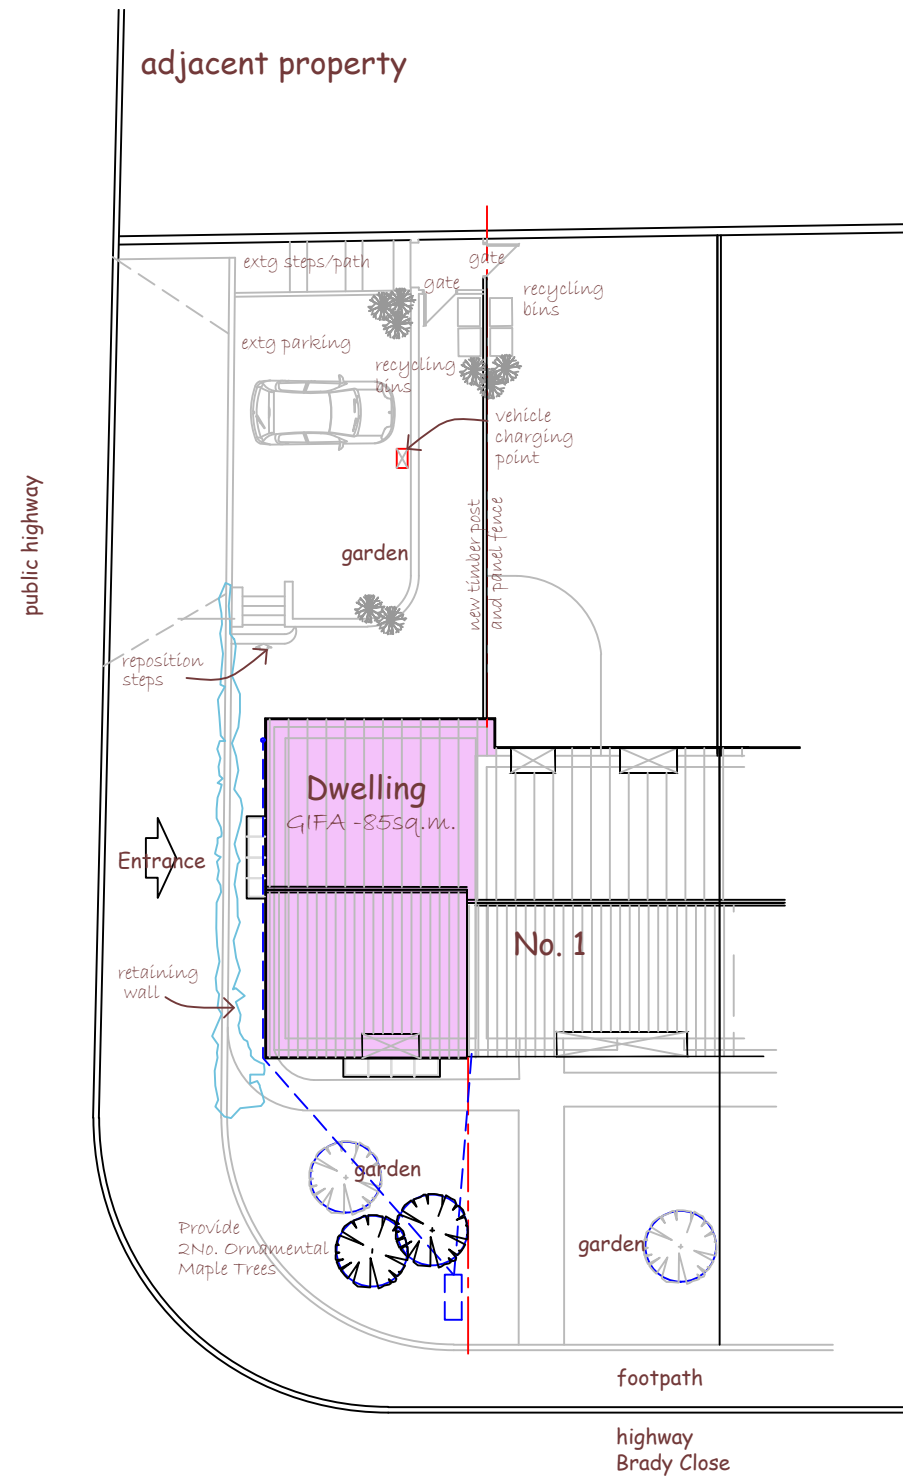 adjacent property
extg steps/path
gate
gate
recycling
bins
extg parking
recycling
bins
vehicle
charging
point
public highway
new timber post
and panel fence
garden
reposition
steps
Dwelling
GIFA -85sq.m.
Entrance
No. 1
retaining
wall
garden
Provide
2No. Ornamental
Maple Trees
garden
footpath
highway
Brady Close